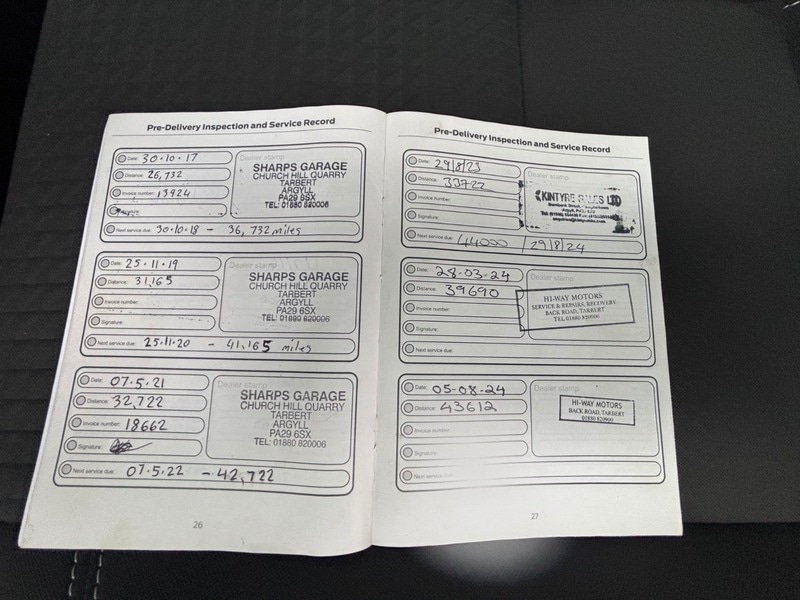 Pre-Delivery Inspection and Service Record
Date: 30·10·17
Distance: 26,732
Invoice number: 13924
Next service due: 30·10·18 - 36,732 miles
Dealer stamp
SHARPS GARAGE
CHURCH HILL QUARRY
TARBERT
ARGYLL
PA29 6SX
TEL: 01880 820006
Date: 25·11·19
Distance: 31,165
Invoice number:
Signature:
Next service due: 25·11·20 - 41,165 miles
Dealer stamp
SHARPS GARAGE
CHURCH HILL QUARRY
TARBERT
ARGYLL
PA29 6SX
TEL: 01880 820006
Date: 07·5·21
Distance: 32,722
Invoice number: 18662
Signature:
Next service due: 07·5·22 - 42,722
Dealer stamp
SHARPS GARAGE
CHURCH HILL QUARRY
TARBERT
ARGYLL
PA29 6SX
TEL: 01880 820006
26
Pre-Delivery Inspection and Service Record
Date: 29/8/23
Distance: 33722
Invoice number:
Signature:
Next service due: 44000 / 29/8/24
Dealer stamp
KINTYRE SALES LTD
Date: 28-03-24
Distance: 39690
Invoice number:
Signature:
Next service due:
Dealer stamp
HI-WAY MOTORS
SERVICE & REPAIRS, RECOVERY
BACK ROAD, TARBERT
TEL 01880 820900
Date: 05-08-24
Distance: 43612
Invoice number:
Signature:
Next service due:
Dealer stamp
HI-WAY MOTORS
BACK ROAD, TARBERT
01880 820900
27